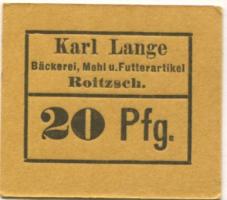 Karl Lange
Bäckerei, Mehl u. Futterartikel
Roitzsch.
20 Pfg.